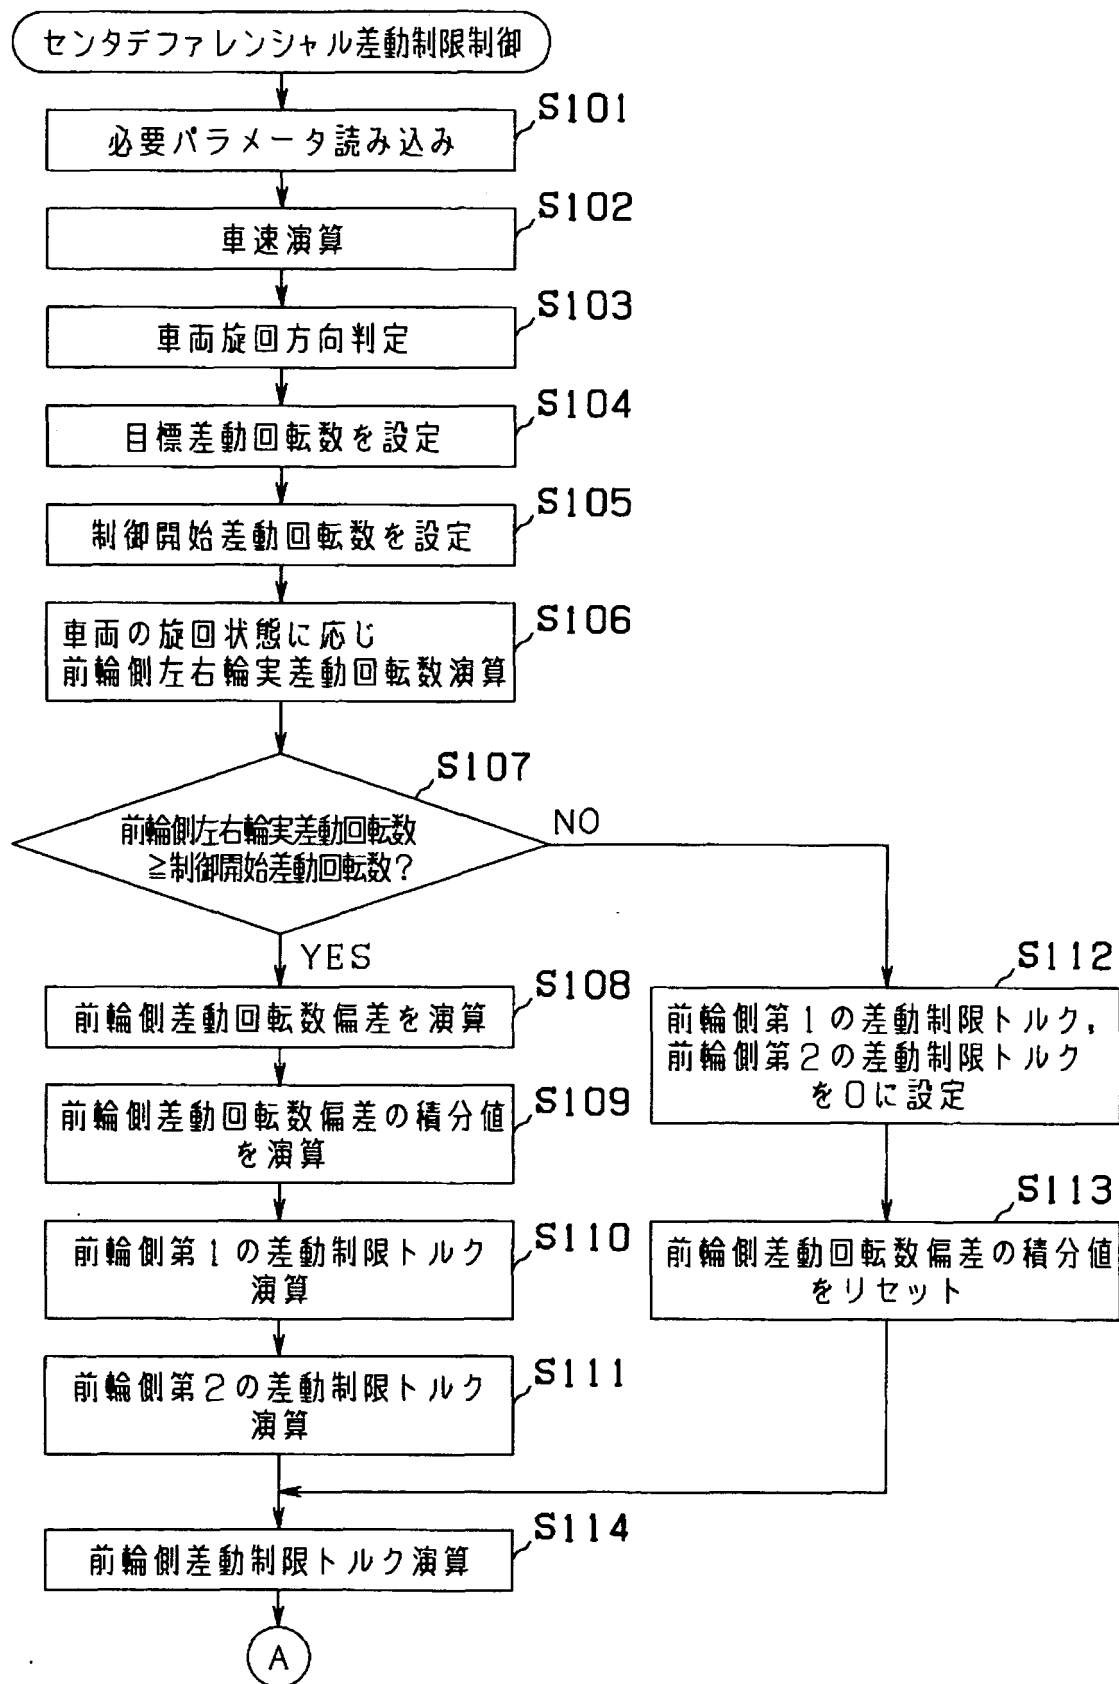 センタデファレンシャル差動制限制御
S101
必要パラメータ読み込み
S102
車速演算
S103
車両旋回方向判定
S104
目標差動回転数を設定
S105
制御開始差動回転数を設定
S106
車両の旋回状態に応じ
前輪側左右輪実差動回転数演算
S107
前輪側左右輪実差動回転数
≧制御開始差動回転数?
NO
YES
S108
前輪側差動回転数偏差を演算
S109
前輪側差動回転数偏差の積分値
を演算
S110
前輪側第1の差動制限トルク
演算
S111
前輪側第2の差動制限トルク
演算
S112
前輪側第1の差動制限トルク,
前輪側第2の差動制限トルク
を0に設定
S113
前輪側差動回転数偏差の積分値
をリセット
S114
前輪側差動制限トルク演算
A